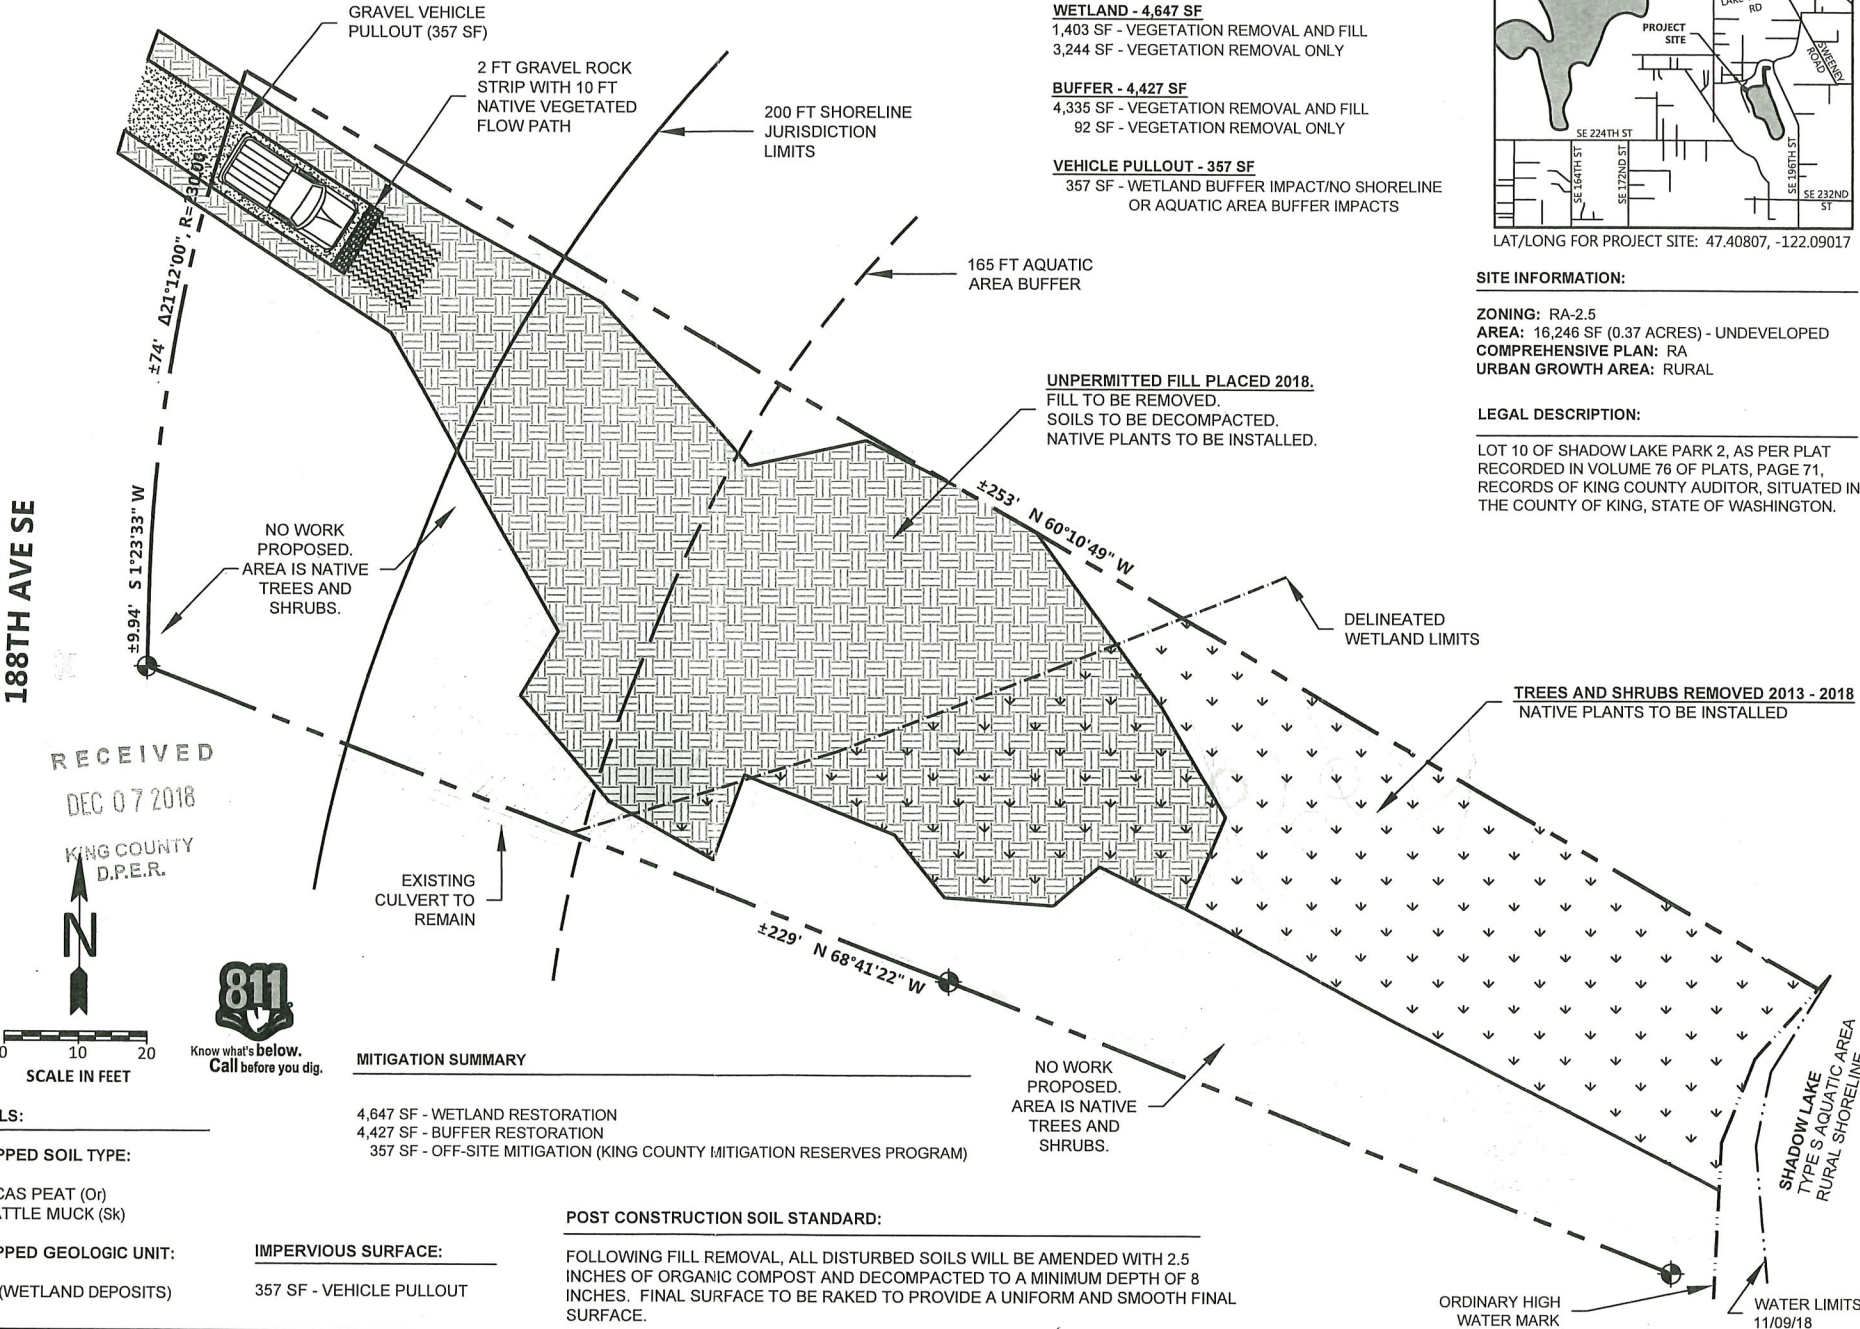 GRAVEL VEHICLE
PULLOUT (357 SF)
2 FT GRAVEL ROCK
STRIP WITH 10 FT
NATIVE VEGETATED
FLOW PATH
200 FT SHORELINE
JURISDICTION
LIMITS
WETLAND - 4,647 SF
1,403 SF - VEGETATION REMOVAL AND FILL
3,244 SF - VEGETATION REMOVAL ONLY
BUFFER - 4,427 SF
4,335 SF - VEGETATION REMOVAL AND FILL
92 SF - VEGETATION REMOVAL ONLY
VEHICLE PULLOUT - 357 SF
357 SF - WETLAND BUFFER IMPACT/NO SHORELINE
OR AQUATIC AREA BUFFER IMPACTS
RD
PROJECT
SITE
SWEENEY
ROAD
SE 224TH ST
SE 164TH ST
SE 172ND ST
SE 196TH ST
SE 232ND
ST
LAT/LONG FOR PROJECT SITE: 47.40807, -122.09017
SITE INFORMATION:
ZONING: RA-2.5
AREA: 16,246 SF (0.37 ACRES) - UNDEVELOPED
COMPREHENSIVE PLAN: RA
URBAN GROWTH AREA: RURAL
LEGAL DESCRIPTION:
LOT 10 OF SHADOW LAKE PARK 2, AS PER PLAT
RECORDED IN VOLUME 76 OF PLATS, PAGE 71,
RECORDS OF KING COUNTY AUDITOR, SITUATED IN
THE COUNTY OF KING, STATE OF WASHINGTON.
165 FT AQUATIC
AREA BUFFER
UNPERMITTED FILL PLACED 2018.
FILL TO BE REMOVED.
SOILS TO BE DECOMPACTED.
NATIVE PLANTS TO BE INSTALLED.
±74' Δ21°12'00", 
±9.94' S 1°23'33" W
188TH AVE SE
NO WORK
PROPOSED.
AREA IS NATIVE
TREES AND
SHRUBS.
±253' N 60°10'49" W
DELINEATED
WETLAND LIMITS
TREES AND SHRUBS REMOVED 2013 - 2018
NATIVE PLANTS TO BE INSTALLED
RECEIVED
DEC 07 2018
KING COUNTY
D.P.E.R.
N
0 10 20
SCALE IN FEET
811
Know what's below.
Call before you dig.
EXISTING
CULVERT TO
REMAIN
±229' N 68°41'22" W
NO WORK
PROPOSED.
AREA IS NATIVE
TREES AND
SHRUBS.
SHADOW LAKE
TYPE S AQUATIC AREA
RURAL SHORELINE
MITIGATION SUMMARY
4,647 SF - WETLAND RESTORATION
4,427 SF - BUFFER RESTORATION
357 SF - OFF-SITE MITIGATION (KING COUNTY MITIGATION RESERVES PROGRAM)
LS:
PPED SOIL TYPE:
CAS PEAT (Or)
ATTLE MUCK (Sk)
PPED GEOLOGIC UNIT:
(WETLAND DEPOSITS)
IMPERVIOUS SURFACE:
357 SF - VEHICLE PULLOUT
POST CONSTRUCTION SOIL STANDARD:
FOLLOWING FILL REMOVAL, ALL DISTURBED SOILS WILL BE AMENDED WITH 2.5
INCHES OF ORGANIC COMPOST AND DECOMPACTED TO A MINIMUM DEPTH OF 8
INCHES. FINAL SURFACE TO BE RAKED TO PROVIDE A UNIFORM AND SMOOTH FINAL
SURFACE.
ORDINARY HIGH
WATER MARK
WATER LIMITS
11/09/18